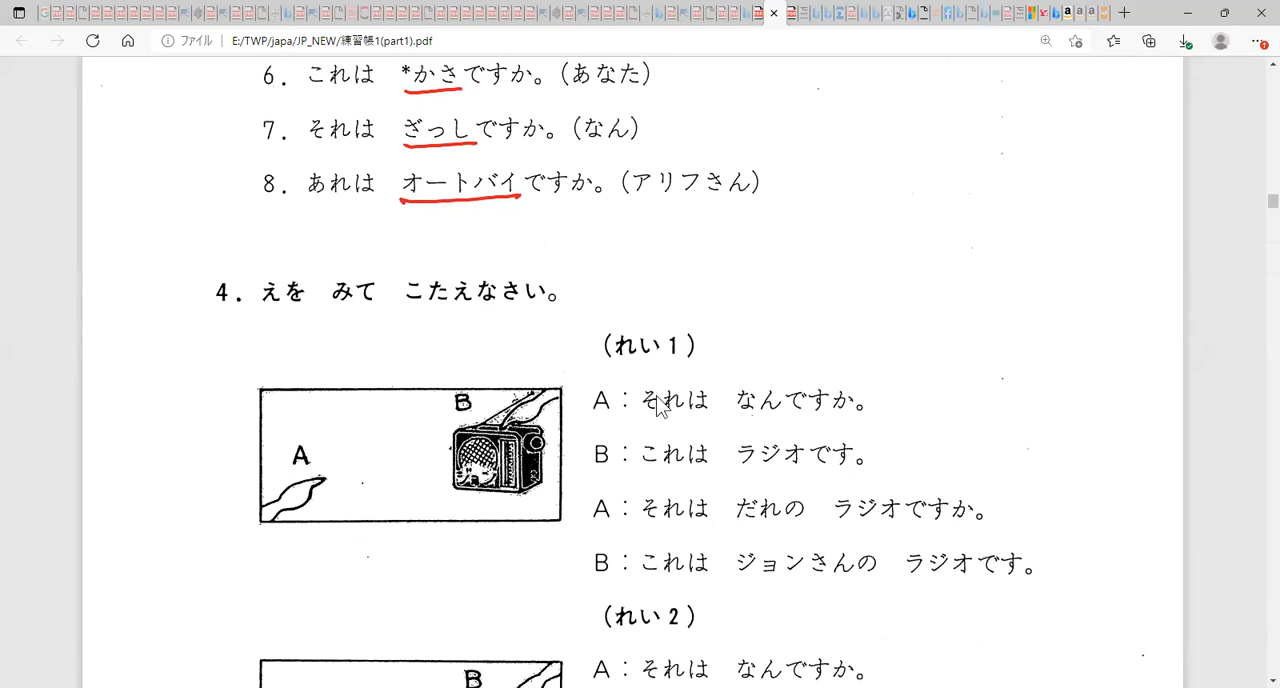 ファイル E:/TWP/japa/JP_NEW/練習帳1(part1).pdf
6．これは *かさですか。(あなた)
7．それは ざっしですか。(なん)
8．あれは オートバイですか。(アリフさん)
4．えを みて こたえなさい。
(れい1)
A B
A：それは なんですか。
B：これは ラジオです。
A：それは だれの ラジオですか。
B：これは ジョンさんの ラジオです。
(れい2)
B
A：それは なんですか。